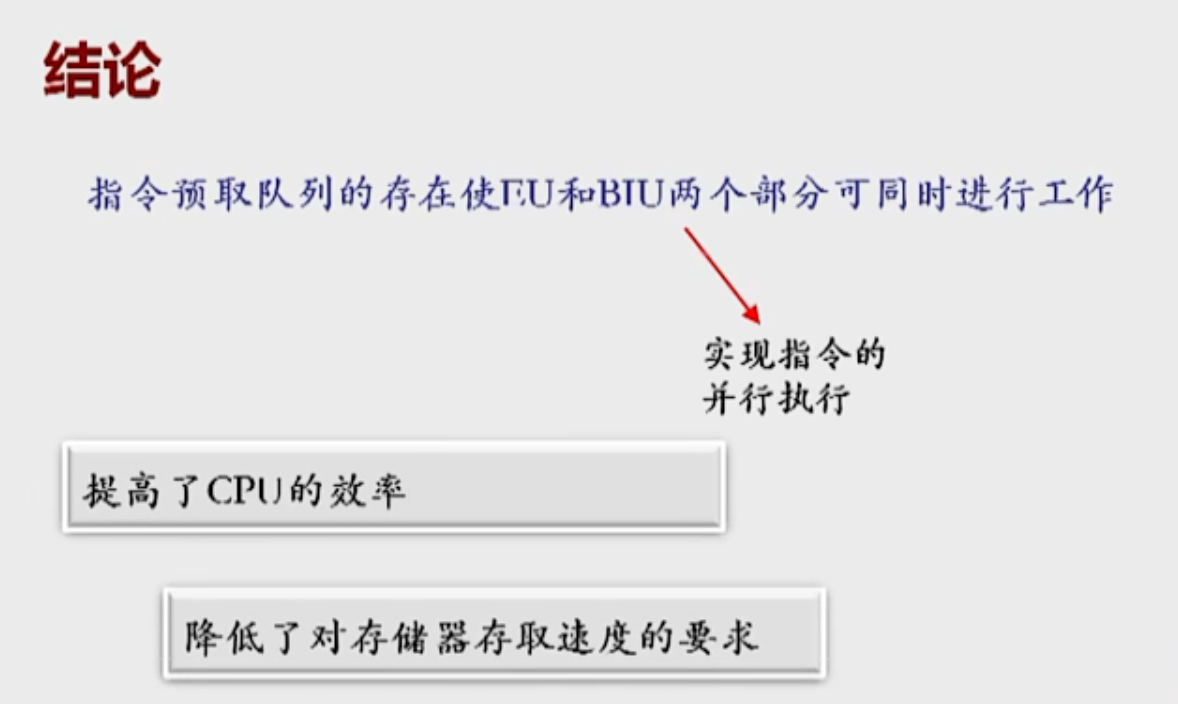 结论
指令预取队列的存在使EU和BIU两个部分可同时进行工作
实现指令的
并行执行
提高了CPU的效率
降低了对存储器存取速度的要求